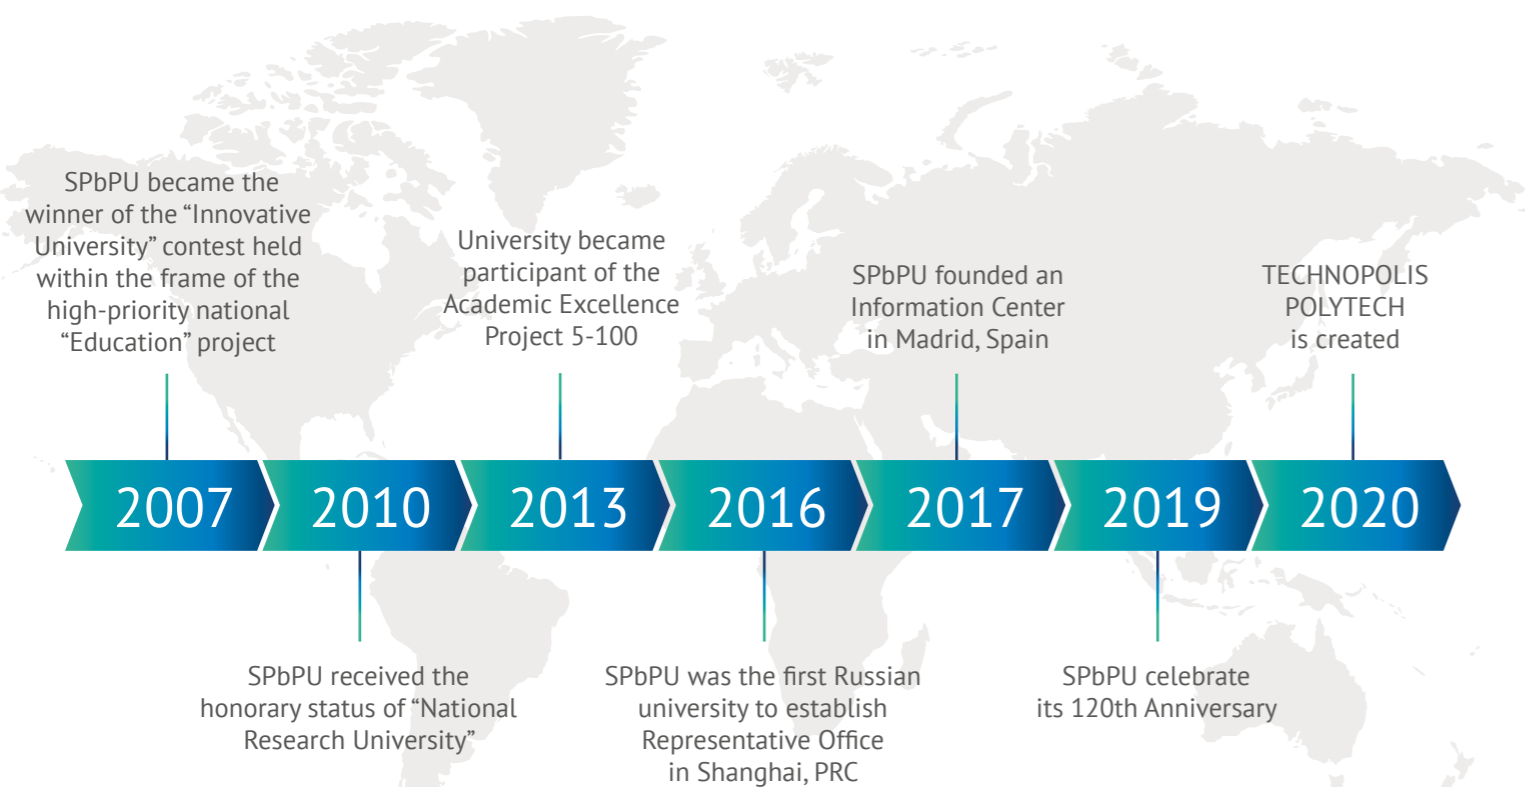 SPbPU became the
winner of the “Innovative
University” contest held
within the frame of the
high-priority national
“Education” project
University became
participant of the
Academic Excellence
Project 5-100
SPbPU founded an
Information Center
in Madrid, Spain
TECHNOPOLIS
POLYTECH
is created
2007
2010
2013
2016
2017
2019
2020
SPbPU received the
honorary status of “National
Research University”
SPbPU was the first Russian
university to establish
Representative Office
in Shanghai, PRC
SPbPU celebrate
its 120th Anniversary